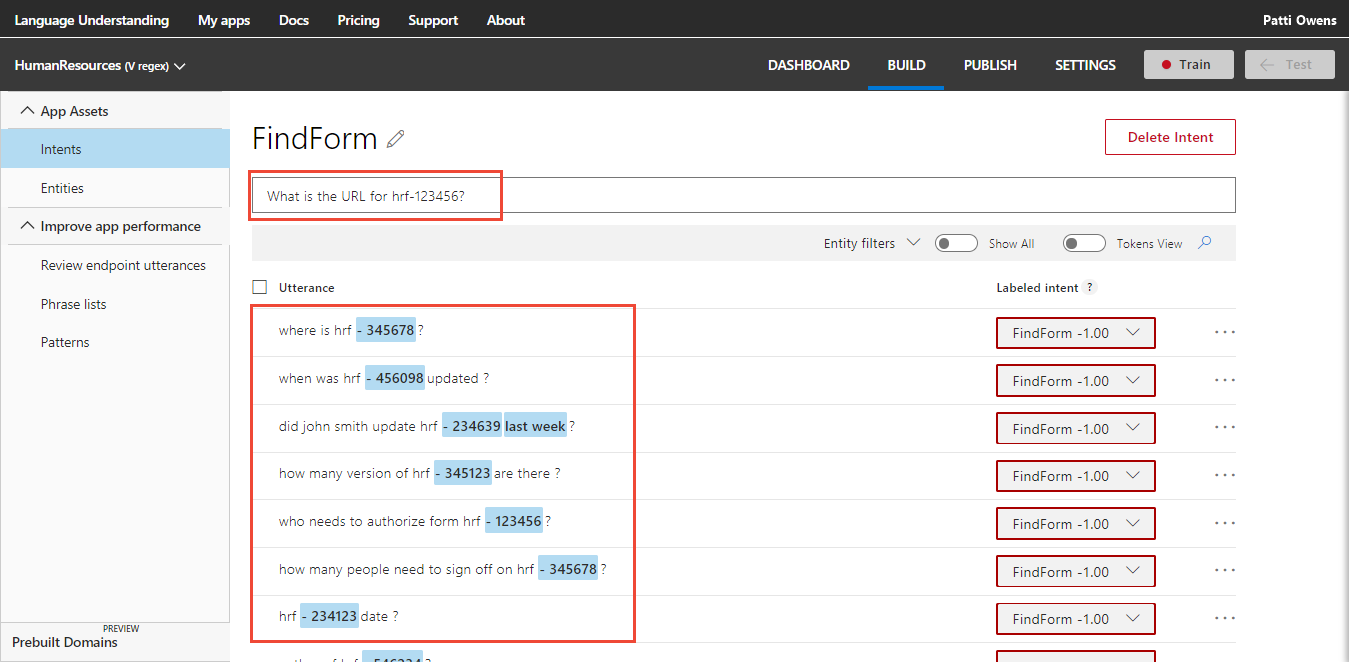 Language Understanding My apps Docs Pricing Support About Patti Owens
HumanResources (V regex) DASHBOARD BUILD PUBLISH SETTINGS Train Test
App Assets
Intents
Entities
Improve app performance
Review endpoint utterances
Phrase lists
Patterns
PREVIEW
Prebuilt Domains
FindForm Delete Intent
What is the URL for hrf-123456?
Entity filters Show All Tokens View
Utterance Labeled intent ?
where is hrf - 345678 ? FindForm -1.00 ...
when was hrf - 456098 updated ? FindForm -1.00 ...
did john smith update hrf - 234639 last week ? FindForm -1.00 ...
how many version of hrf - 345123 are there ? FindForm -1.00 ...
who needs to authorize form hrf - 123456 ? FindForm -1.00 ...
how many people need to sign off on hrf - 345678 ? FindForm -1.00 ...
hrf - 234123 date ? FindForm -1.00 ...